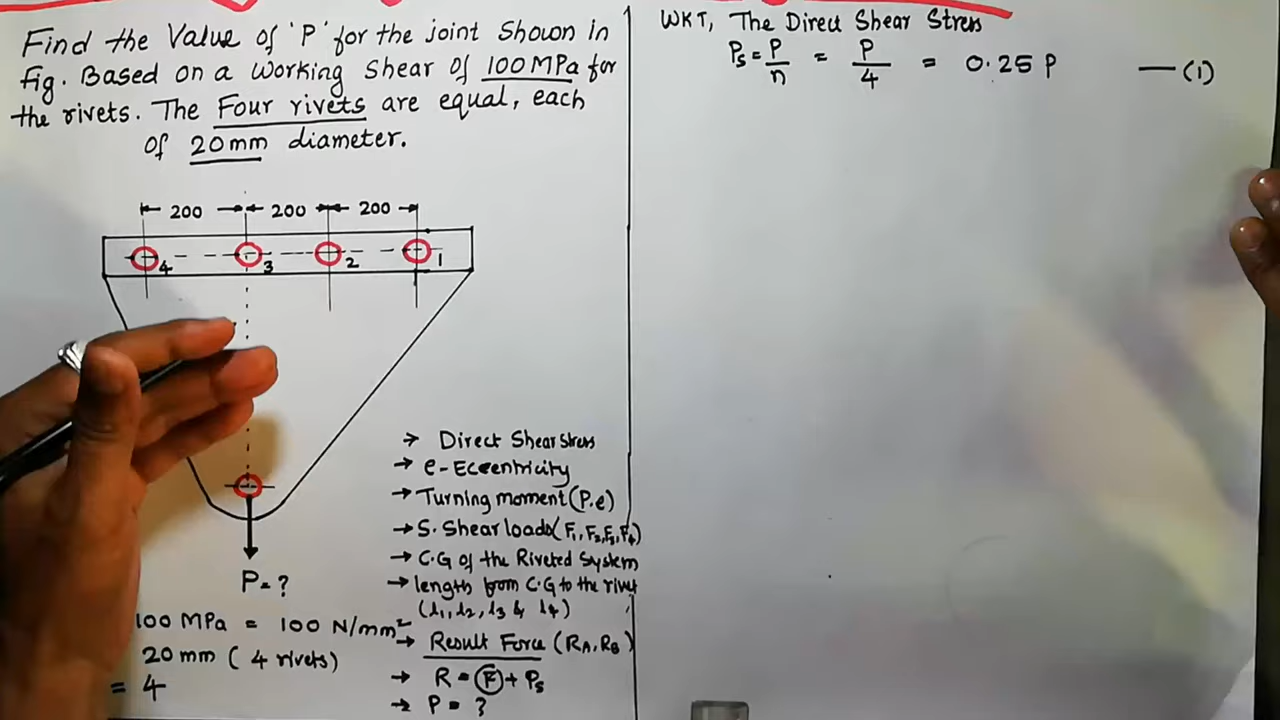 Find the Value of 'P' for the joint Shown in
fig. Based on a Working Shear of 100 MPa for
the rivets. The Four rivets are equal, each
of 20mm diameter.
200 200 200
4 3 2 1
P = ?
100 MPa = 100 N/mm²
20 mm ( 4 rivets)
= 4
→ Direct Shear Stress
→ e - Eccentricity
→ Turning moment (P.e)
→ S. Shear loads (F₁, F₂, F₃, F₄)
→ C.G of the Riveted System
→ length from C.G to the rivet
(l₁, l₂, l₃ & l₄)
→ Result Force (RA, RB)
→ R = F + Ps
→ P = ?
WKT, The Direct Shear Stress
Ps = P/n = P/4 = 0.25 P — (1)